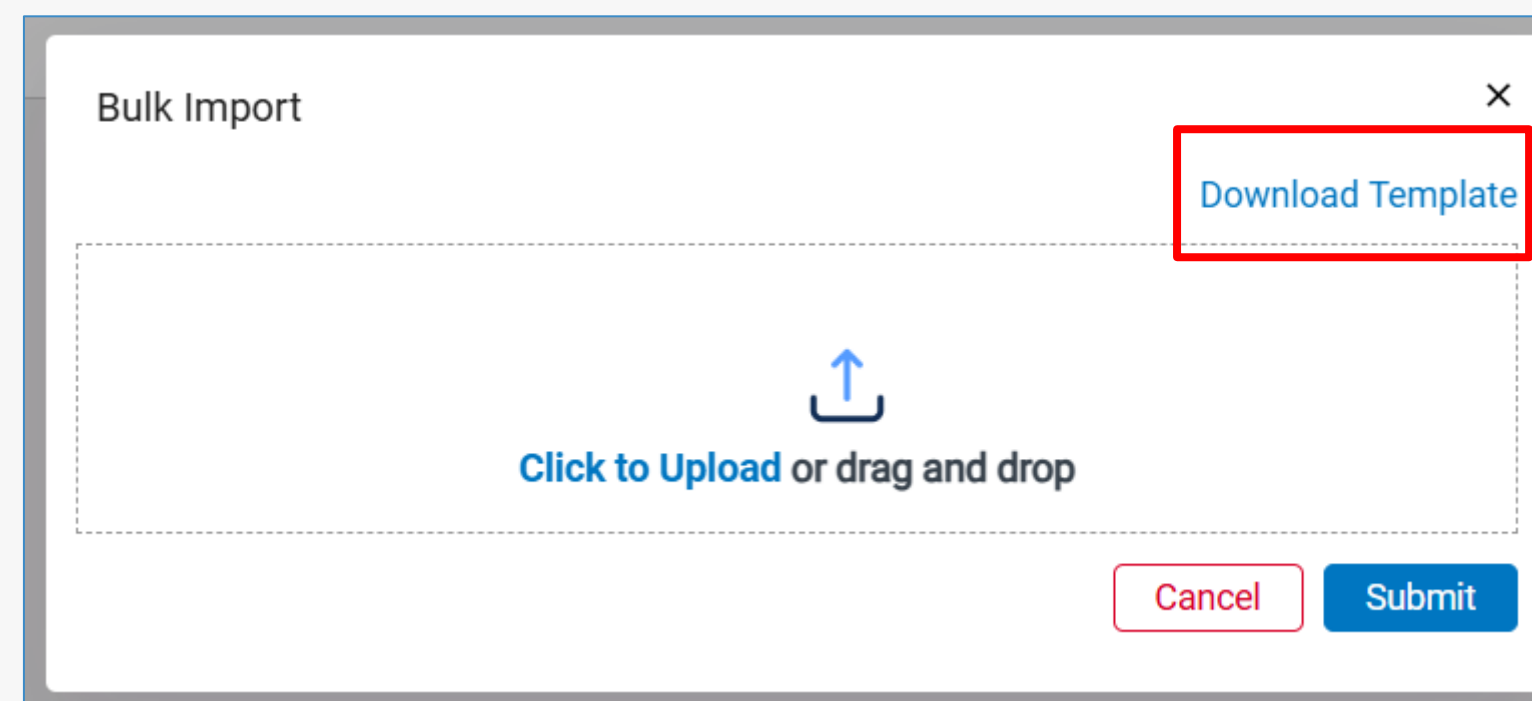 Bulk Import
Download Template
Click to Upload or drag and drop
Cancel Submit